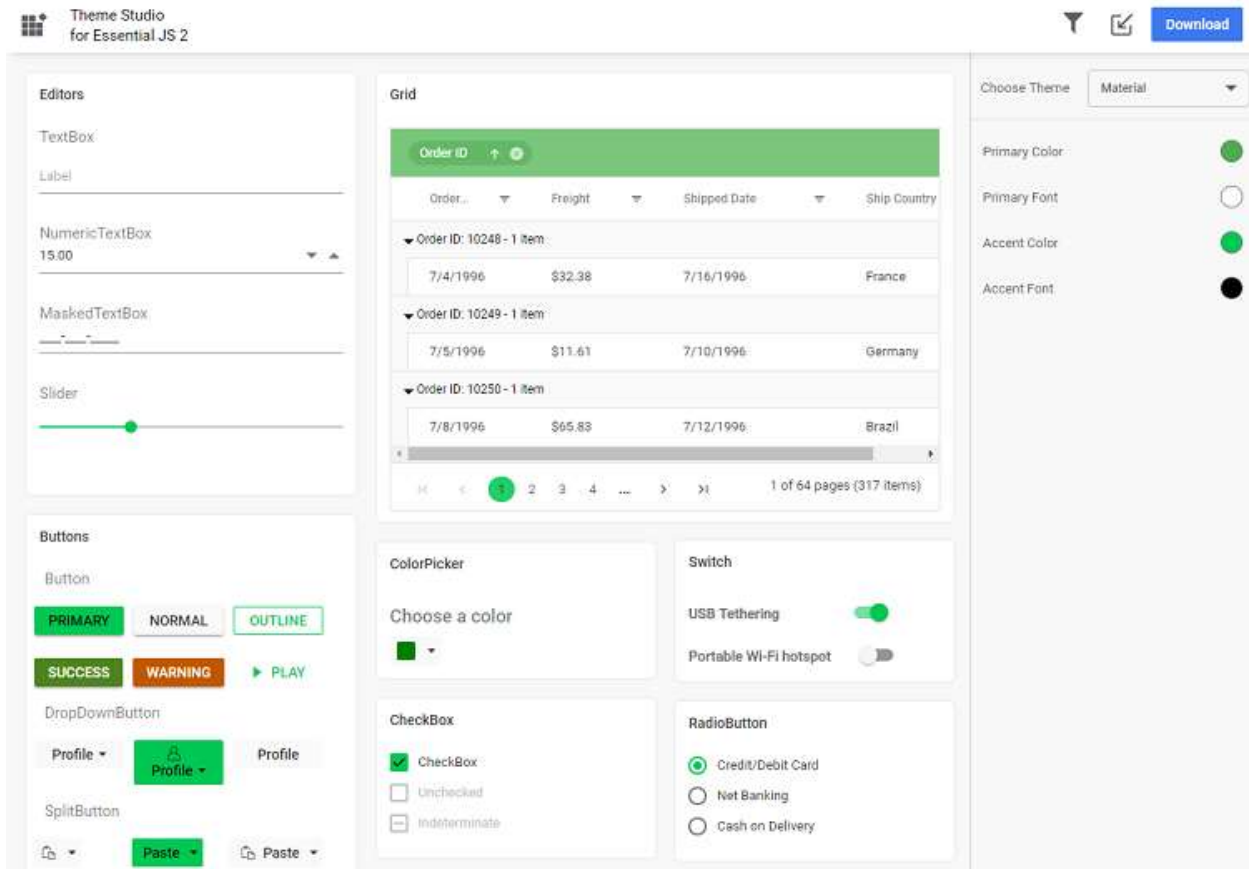 Theme Studio
for Essential JS 2
Download
Editors
TextBox
Label
NumericTextBox
15.00
MaskedTextBox
___-___-____
Slider
Buttons
Button
PRIMARY NORMAL OUTLINE
SUCCESS WARNING PLAY
DropDownButton
Profile Profile Profile
SplitButton
Paste Paste
Grid
Order ID
Order... Freight Shipped Date Ship Country
Order ID: 10248 - 1 item
7/4/1996 $32.38 7/16/1996 France
Order ID: 10249 - 1 item
7/5/1996 $11.61 7/10/1996 Germany
Order ID: 10250 - 1 item
7/8/1996 $65.83 7/12/1996 Brazil
1 2 3 4 ... 1 of 64 pages (317 items)
ColorPicker
Choose a color
Switch
USB Tethering
Portable Wi-Fi hotspot
CheckBox
CheckBox
Unchecked
Indeterminate
RadioButton
Credit/Debit Card
Net Banking
Cash on Delivery
Choose Theme Material
Primary Color
Primary Font
Accent Color
Accent Font